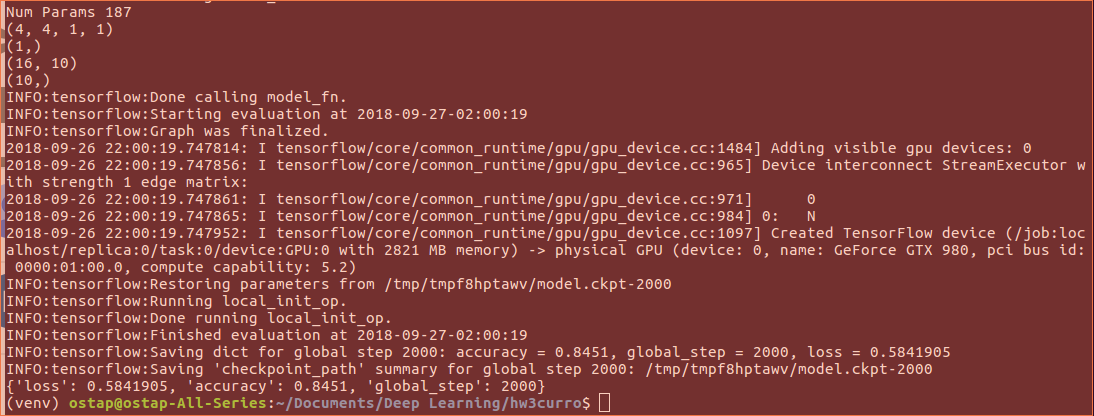 Num Params 187
(4, 4, 1, 1)
(1,)
(16, 10)
(10,)
INFO:tensorflow:Done calling model_fn.
INFO:tensorflow:Starting evaluation at 2018-09-27-02:00:19
INFO:tensorflow:Graph was finalized.
2018-09-26 22:00:19.747814: I tensorflow/core/common_runtime/gpu/gpu_device.cc:1484] Adding visible gpu devices: 0
2018-09-26 22:00:19.747856: I tensorflow/core/common_runtime/gpu/gpu_device.cc:965] Device interconnect StreamExecutor w
ith strength 1 edge matrix:
2018-09-26 22:00:19.747861: I tensorflow/core/common_runtime/gpu/gpu_device.cc:971]      0
2018-09-26 22:00:19.747865: I tensorflow/core/common_runtime/gpu/gpu_device.cc:984] 0:   N
2018-09-26 22:00:19.747952: I tensorflow/core/common_runtime/gpu/gpu_device.cc:1097] Created TensorFlow device (/job:loc
alhost/replica:0/task:0/device:GPU:0 with 2821 MB memory) -> physical GPU (device: 0, name: GeForce GTX 980, pci bus id:
 0000:01:00.0, compute capability: 5.2)
INFO:tensorflow:Restoring parameters from /tmp/tmpf8hptawv/model.ckpt-2000
INFO:tensorflow:Running local_init_op.
INFO:tensorflow:Done running local_init_op.
INFO:tensorflow:Finished evaluation at 2018-09-27-02:00:19
INFO:tensorflow:Saving dict for global step 2000: accuracy = 0.8451, global_step = 2000, loss = 0.5841905
INFO:tensorflow:Saving 'checkpoint_path' summary for global step 2000: /tmp/tmpf8hptawv/model.ckpt-2000
{'loss': 0.5841905, 'accuracy': 0.8451, 'global_step': 2000}
(venv) ostap@ostap-All-Series:~/Documents/Deep Learning/hw3curro$